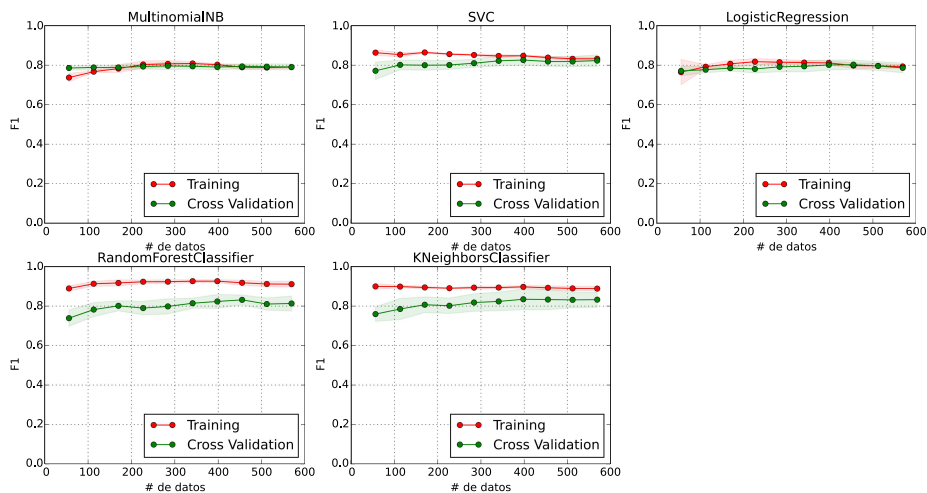 MultinomialNB
1.0
0.8
0.6
0.4
0.2
0.0
F1
0 100 200 300 400 500 600
# de datos
Training
Cross Validation
SVC
1.0
0.8
0.6
0.4
0.2
0.0
F1
0 100 200 300 400 500 600
# de datos
Training
Cross Validation
LogisticRegression
1.0
0.8
0.6
0.4
0.2
0.0
F1
0 100 200 300 400 500 600
# de datos
Training
Cross Validation
RandomForestClassifier
1.0
0.8
0.6
0.4
0.2
0.0
F1
0 100 200 300 400 500 600
# de datos
Training
Cross Validation
KNeighborsClassifier
1.0
0.8
0.6
0.4
0.2
0.0
F1
0 100 200 300 400 500 600
# de datos
Training
Cross Validation